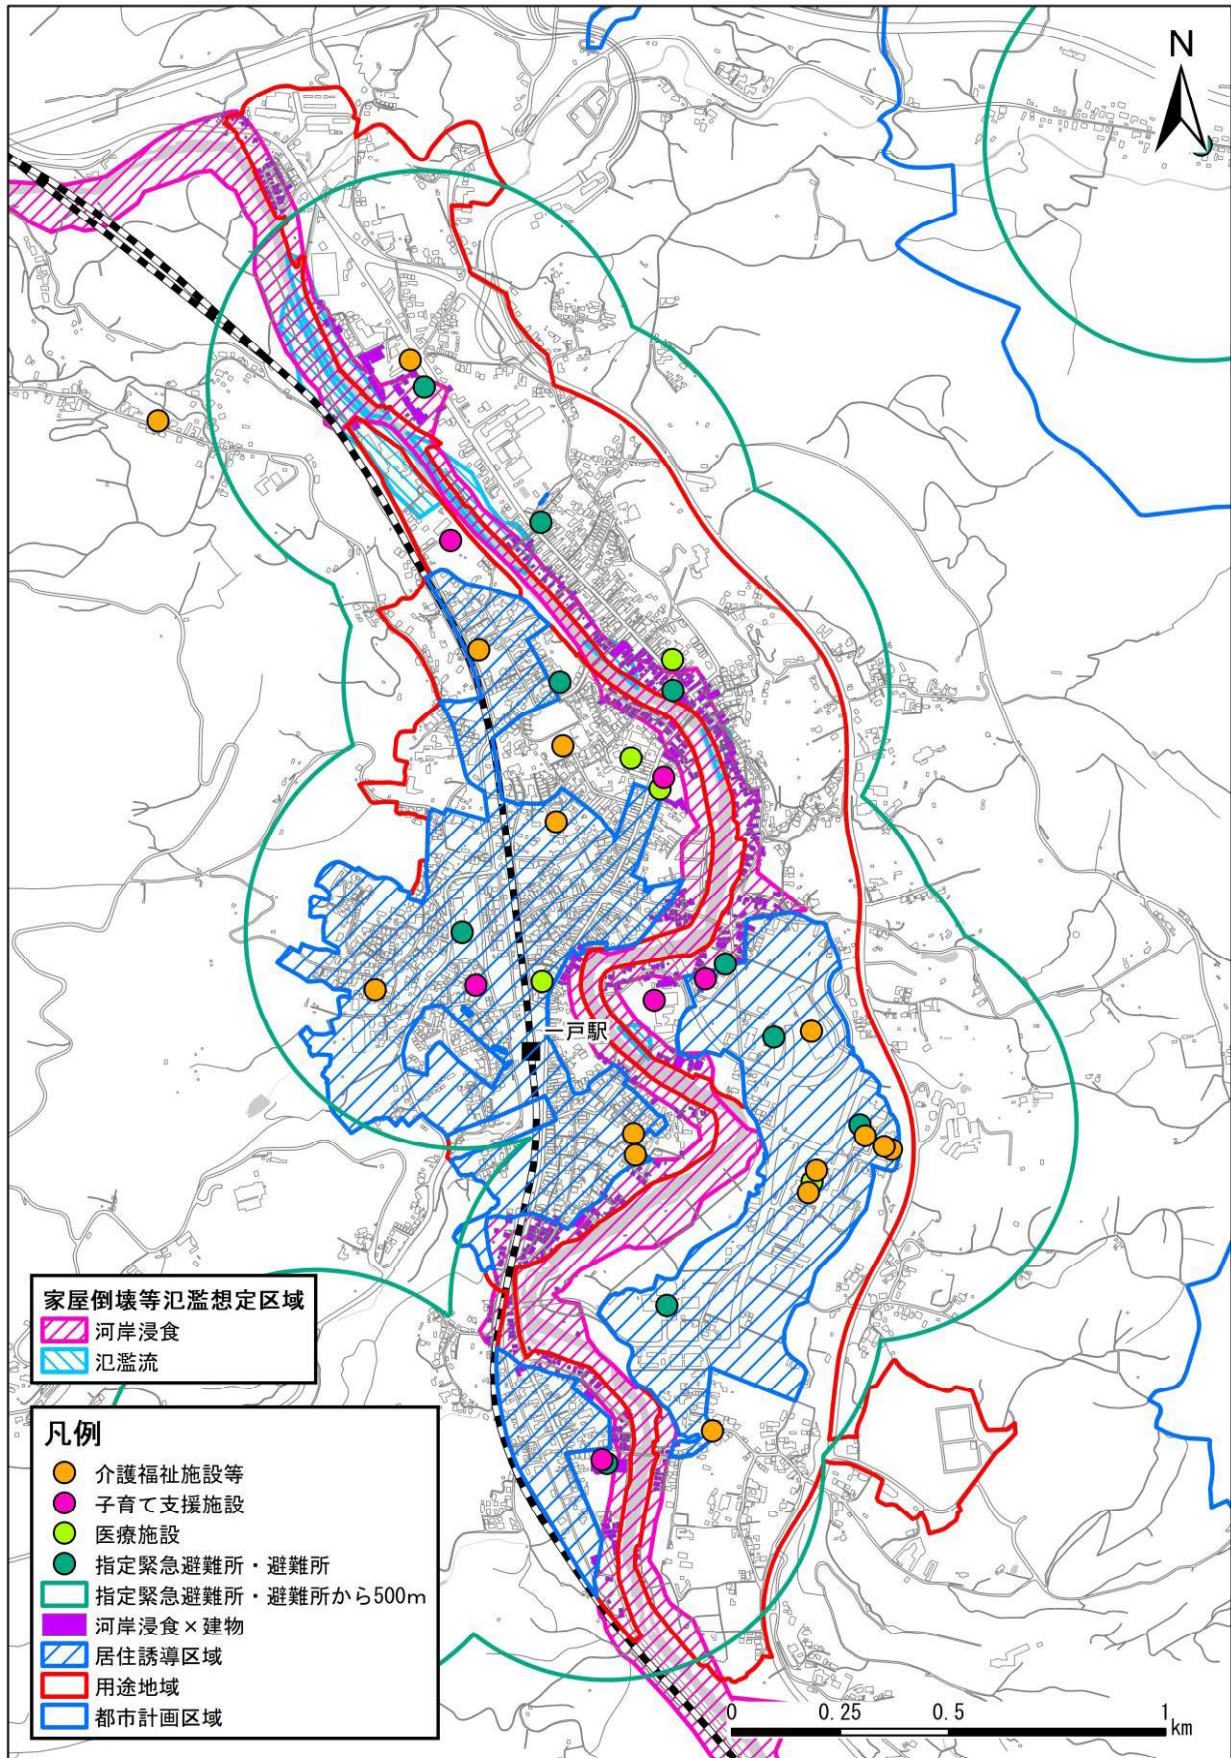 N
一戸駅
家屋倒壊等氾濫想定区域
河岸浸食
氾濫流
凡例
介護福祉施設等
子育て支援施設
医療施設
指定緊急避難所・避難所
指定緊急避難所・避難所から500m
河岸浸食×建物
居住誘導区域
用途地域
都市計画区域
0 0.25 0.5 1
km